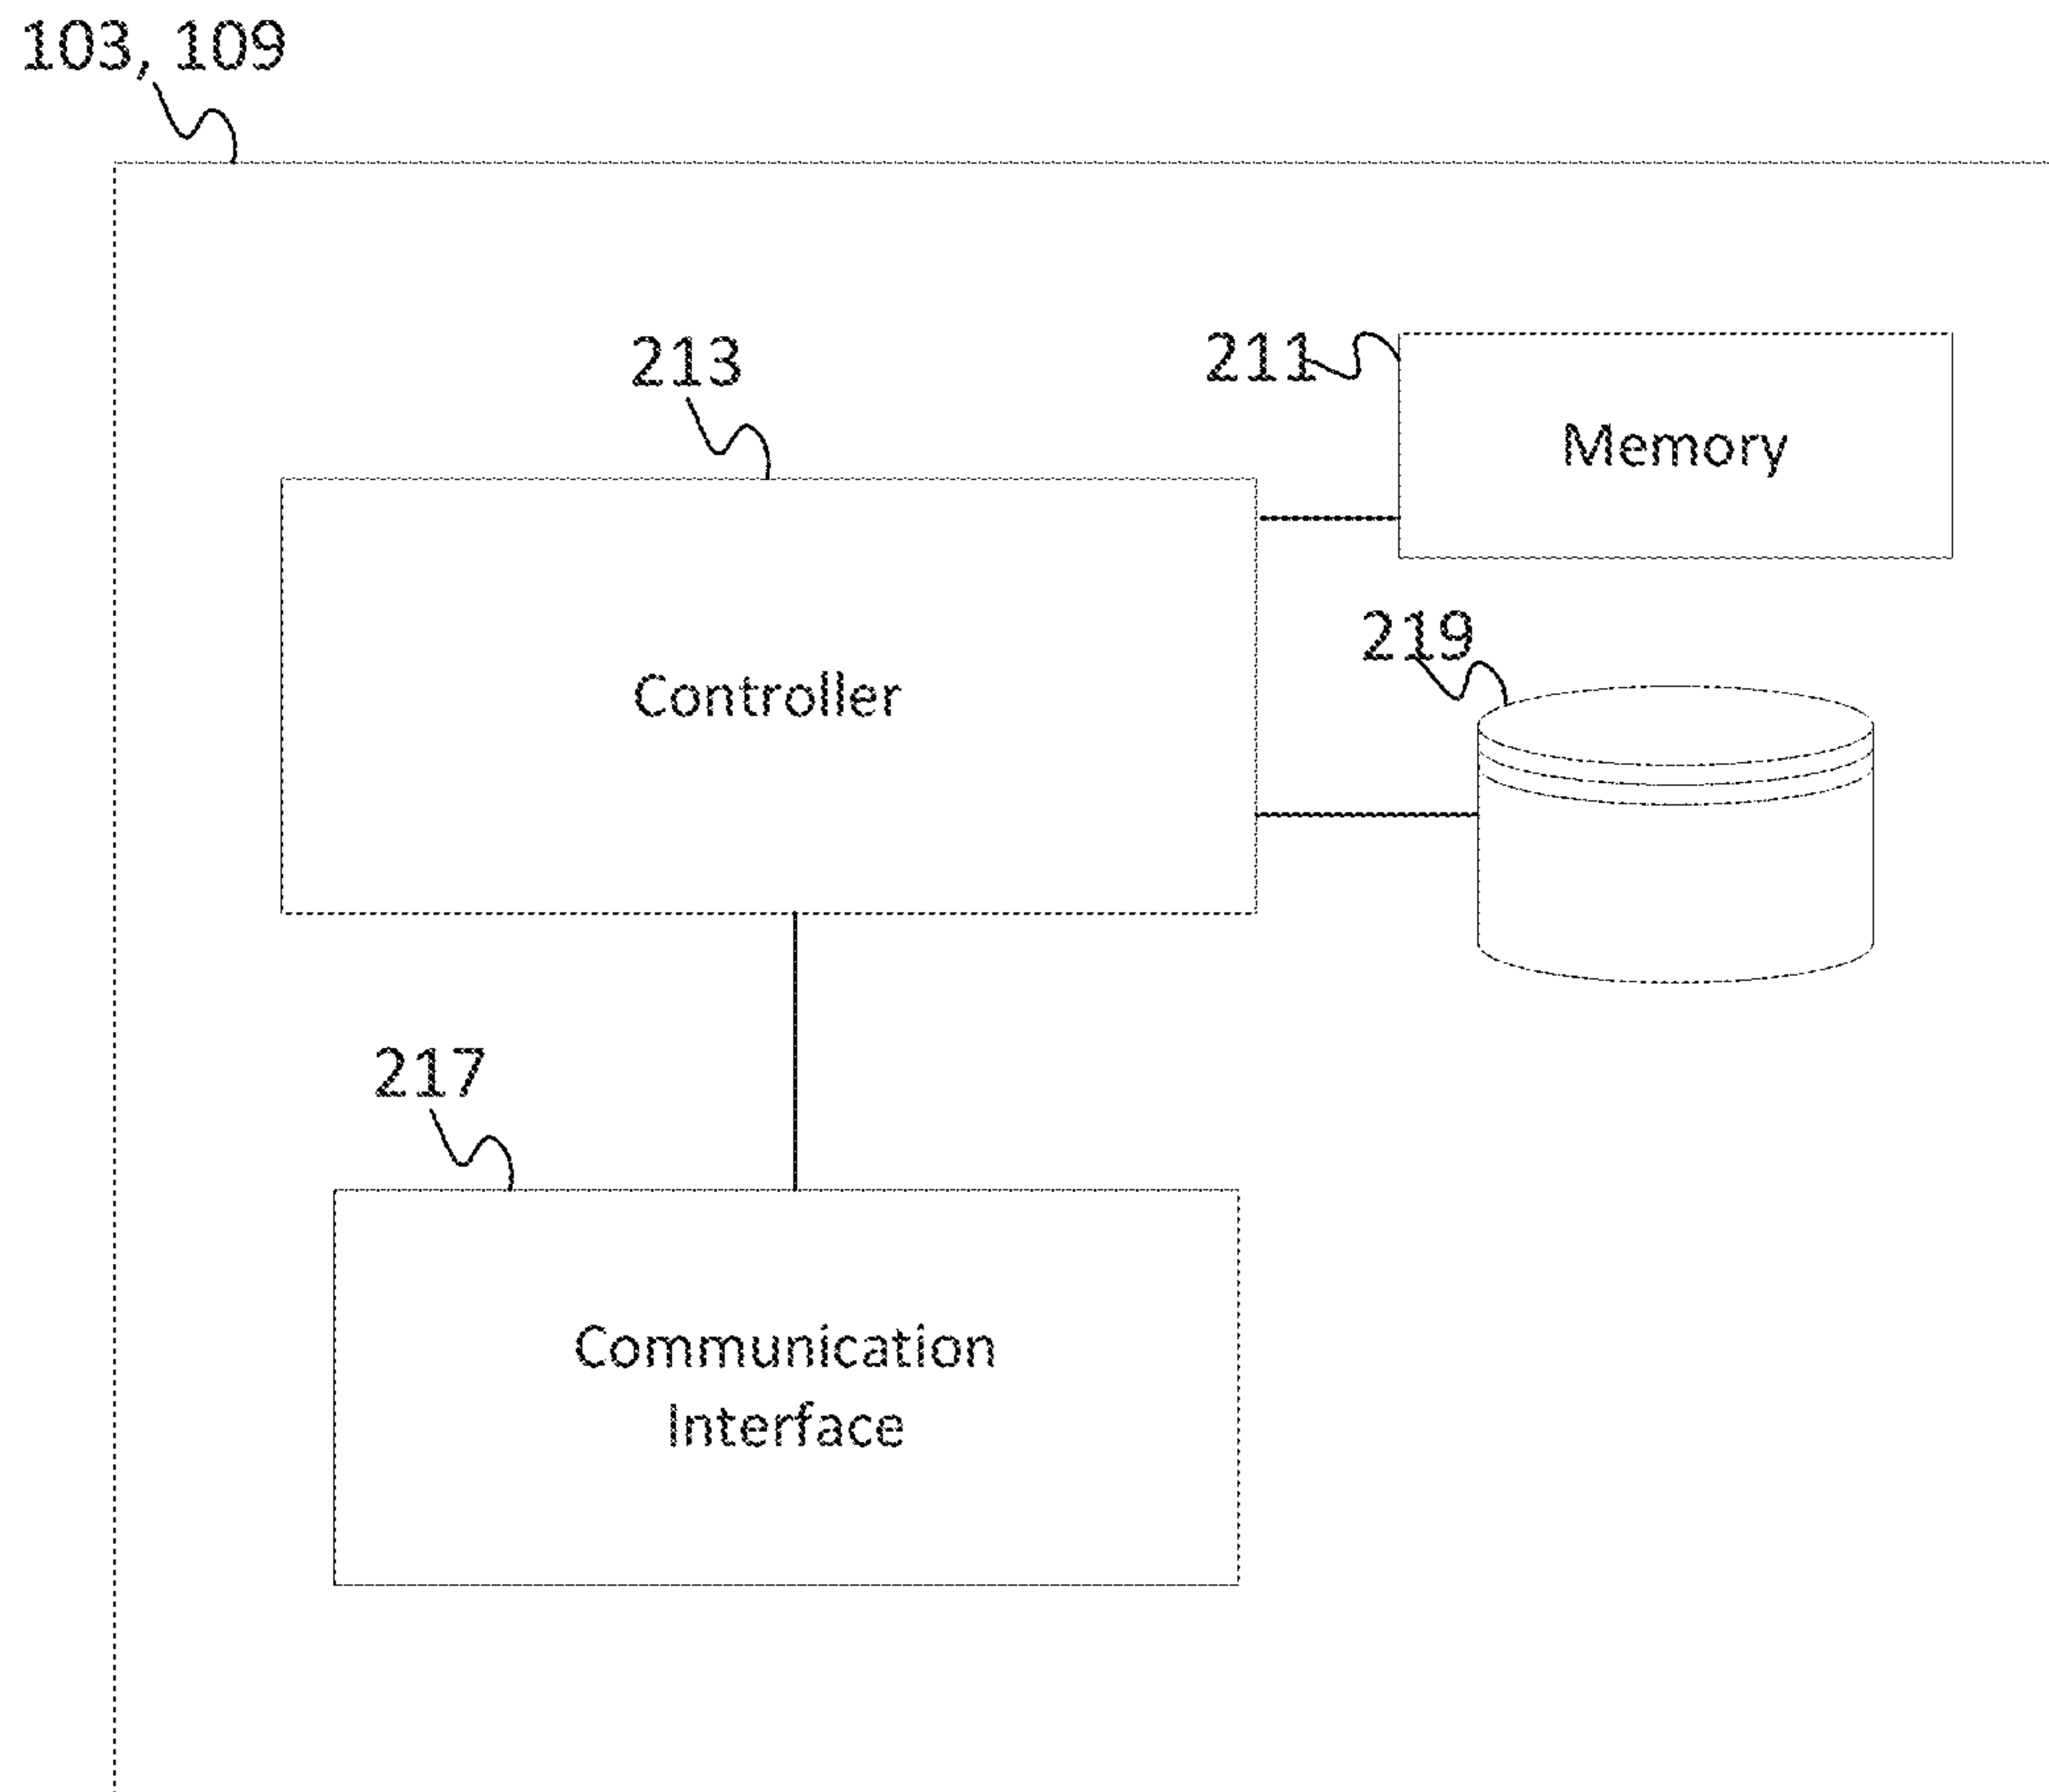 103, 109
213
211
Memory
Controller
219
217
Communication
Interface